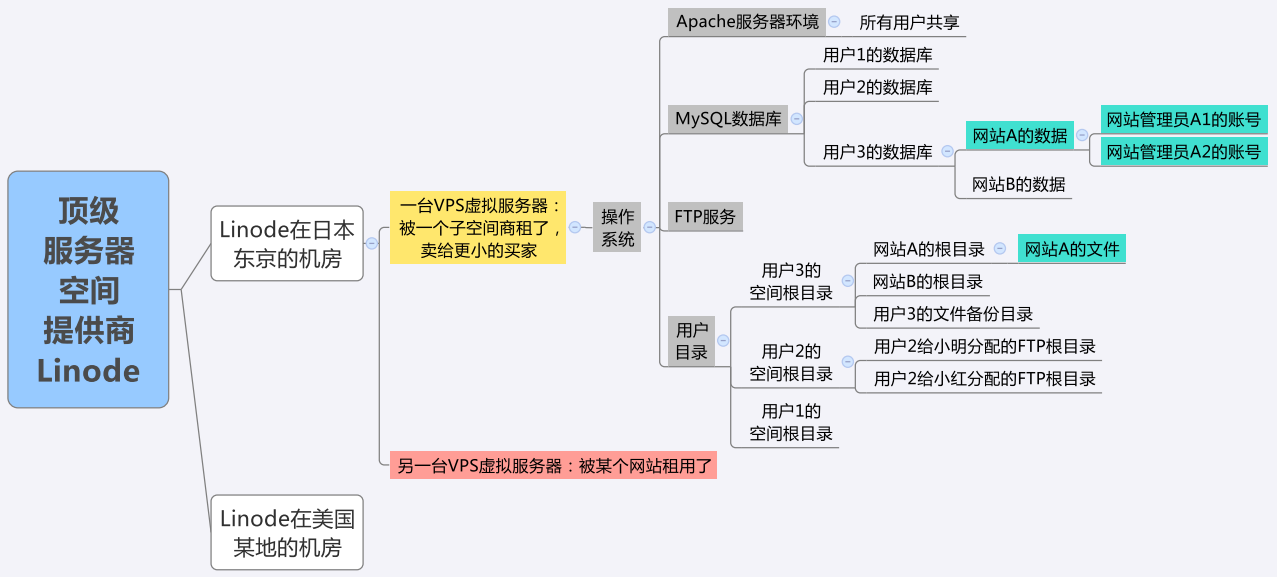 顶级
服务器
空间
提供商
Linode
Linode在日本
东京的机房
Linode在美国
某地的机房
一台VPS虚拟服务器：
被一个子空间商租了，
卖给更小的买家
另一台VPS虚拟服务器：被某个网站租用了
操作
系统
Apache服务器环境
所有用户共享
MySQL数据库
用户1的数据库
用户2的数据库
用户3的数据库
网站A的数据
网站管理员A1的账号
网站管理员A2的账号
网站B的数据
FTP服务
用户
目录
用户3的
空间根目录
网站A的根目录
网站A的文件
网站B的根目录
用户3的文件备份目录
用户2的
空间根目录
用户2给小明分配的FTP根目录
用户2给小红分配的FTP根目录
用户1的
空间根目录